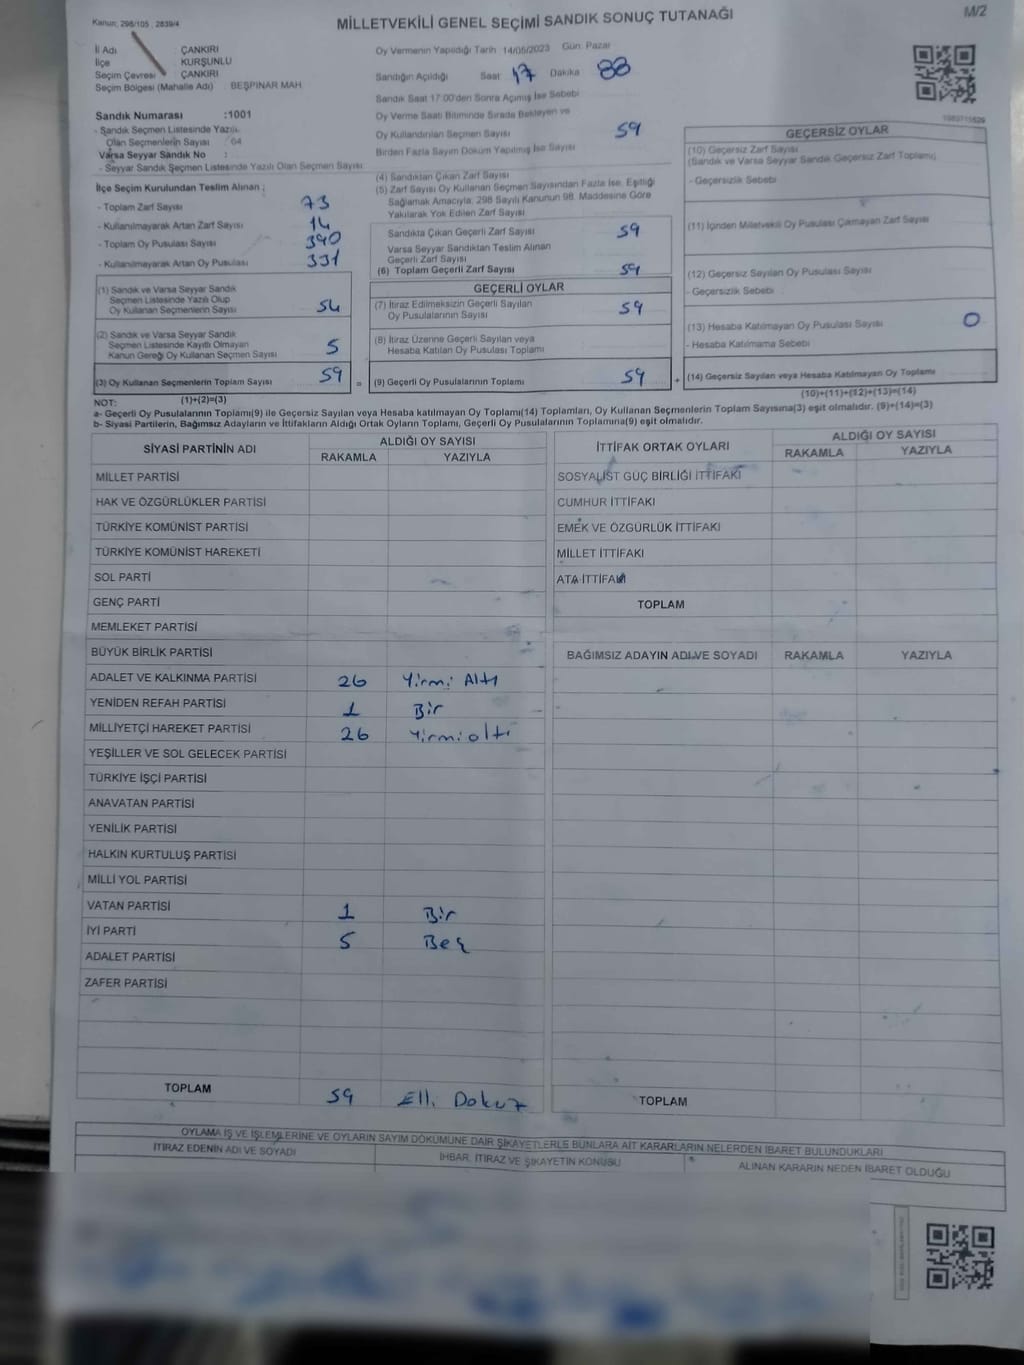 Kanun: 298/105, 2839/4
MİLLETVEKİLİ GENEL SEÇİMİ SANDIK SONUÇ TUTANAĞI
M/2
İl Adı : ÇANKIRI
İlçe : KURŞUNLU
Seçim Çevresi : ÇANKIRI
Seçim Bölgesi (Mahalle Adı) : BEŞPINAR MAH.
Oy Vermenin Yapıldığı Tarih : 14/05/2023 Gün: Pazar
Sandığın Açıldığı Saat: 17 Dakika
Sandık Saat 17:00'den Sonra Açılmış İse Sebebi
Sandık Numarası :1001
- Sandık Seçmen Listesinde Yazılı
Olan Seçmenlerin Sayısı : 64
Varsa Seyyar Sandık No :
- Seyyar Sandık Seçmen Listesinde Yazılı Olan Seçmen Sayısı
Oy Verme Saati Bitiminde Sırada Bekleyen ve
Oy Kullandırılan Seçmen Sayısı 59
Birden Fazla Sayım Döküm Yapılmış İse Sayısı
İlçe Seçim Kurulundan Teslim Alınan :
- Toplam Zarf Sayısı 73
- Kullanılmayarak Artan Zarf Sayısı 14
- Toplam Oy Pusulası Sayısı 390
- Kullanılmayarak Artan Oy Pusulası 331
(1) Sandık ve Varsa Seyyar Sandık
Seçmen Listesinde Yazılı Olup
Oy Kullanan Seçmenlerin Sayısı 54
(2) Sandık ve Varsa Seyyar Sandık
Seçmen Listesinde Kayıtlı Olmayan
Kanun Gereği Oy Kullanan Seçmen Sayısı 5
(3) Oy Kullanan Seçmenlerin Toplam Sayısı 59 =
(1)+(2)=(3)
(4) Sandıktan Çıkan Zarf Sayısı
(5) Zarf Sayısı Oy Kullanan Seçmen Sayısından Fazla İse, Eşitliği
Sağlamak Amacıyla; 298 Sayılı Kanunun 98. Maddesine Göre
Yakılarak Yok Edilen Zarf Sayısı
Sandıkta Çıkan Geçerli Zarf Sayısı 59
Varsa Seyyar Sandıktan Teslim Alınan
Geçerli Zarf Sayısı
(6) Toplam Geçerli Zarf Sayısı 59
GEÇERLİ OYLAR
(7) İtiraz Edilmeksizin Geçerli Sayılan
Oy Pusulalarının Sayısı 59
(8) İtiraz Üzerine Geçerli Sayılan veya
Hesaba Katılan Oy Pusulası Toplamı
(9) Geçerli Oy Pusulalarının Toplamı 59 +
GEÇERSİZ OYLAR
(10) Geçersiz Zarf Sayısı
(Sandık ve Varsa Seyyar Sandık Geçersiz Zarf Toplamı)
- Geçersizlik Sebebi
(11) İçinden Milletvekili Oy Pusulası Çıkmayan Zarf Sayısı
(12) Geçersiz Sayılan Oy Pusulası Sayısı
- Geçersizlik Sebebi
(13) Hesaba Katılmayan Oy Pusulası Sayısı 0
- Hesaba Katılmama Sebebi
(14) Geçersiz Sayılan veya Hesaba Katılmayan Oy Toplamı
(10)+(11)+(12)+(13)=(14)
NOT:
a- Geçerli Oy Pusulalarının Toplamı(9) ile Geçersiz Sayılan veya Hesaba katılmayan Oy Toplamı(14) Toplamları, Oy Kullanan Seçmenlerin Toplam Sayısına(3) eşit olmalıdır. (9)+(14)=(3)
b- Siyasi Partilerin, Bağımsız Adayların ve İttifakların Aldığı Ortak Oyların Toplamı, Geçerli Oy Pusulalarının Toplamına(9) eşit olmalıdır.
SİYASİ PARTİNİN ADI ALDIĞI OY SAYISI
RAKAMLA YAZIYLA
MİLLET PARTİSİ
HAK VE ÖZGÜRLÜKLER PARTİSİ
TÜRKİYE KOMÜNİST PARTİSİ
TÜRKİYE KOMÜNİST HAREKETİ
SOL PARTİ
GENÇ PARTİ
MEMLEKET PARTİSİ
BÜYÜK BİRLİK PARTİSİ
ADALET VE KALKINMA PARTİSİ 26 Yirmi Altı
YENİDEN REFAH PARTİSİ 1 Bir
MİLLİYETÇİ HAREKET PARTİSİ 26 Yirmi altı
YEŞİLLER VE SOL GELECEK PARTİSİ
TÜRKİYE İŞÇİ PARTİSİ
ANAVATAN PARTİSİ
YENİLİK PARTİSİ
HALKIN KURTULUŞ PARTİSİ
MİLLİ YOL PARTİSİ
VATAN PARTİSİ 1 Bir
İYİ PARTİ 5 Beş
ADALET PARTİSİ
ZAFER PARTİSİ
TOPLAM 59 Elli Dokuz
İTTİFAK ORTAK OYLARI ALDIĞI OY SAYISI
RAKAMLA YAZIYLA
SOSYALİST GÜÇ BİRLİĞİ İTTİFAKI
CUMHUR İTTİFAKI
EMEK VE ÖZGÜRLÜK İTTİFAKI
MİLLET İTTİFAKI
ATA İTTİFAKI
TOPLAM
BAĞIMSIZ ADAYIN ADI VE SOYADI RAKAMLA YAZIYLA
TOPLAM
OYLAMA İŞ VE İŞLEMLERİNE VE OYLARIN SAYIM DÖKÜMÜNE DAİR ŞİKAYETLERLE BUNLARA AİT KARARLARIN NELERDEN İBARET BULUNDUKLARI
İTİRAZ EDENİN ADI VE SOYADI
İHBAR, İTİRAZ VE ŞİKAYETİN KONUSU
ALINAN KARARIN NEDEN İBARET OLDUĞU